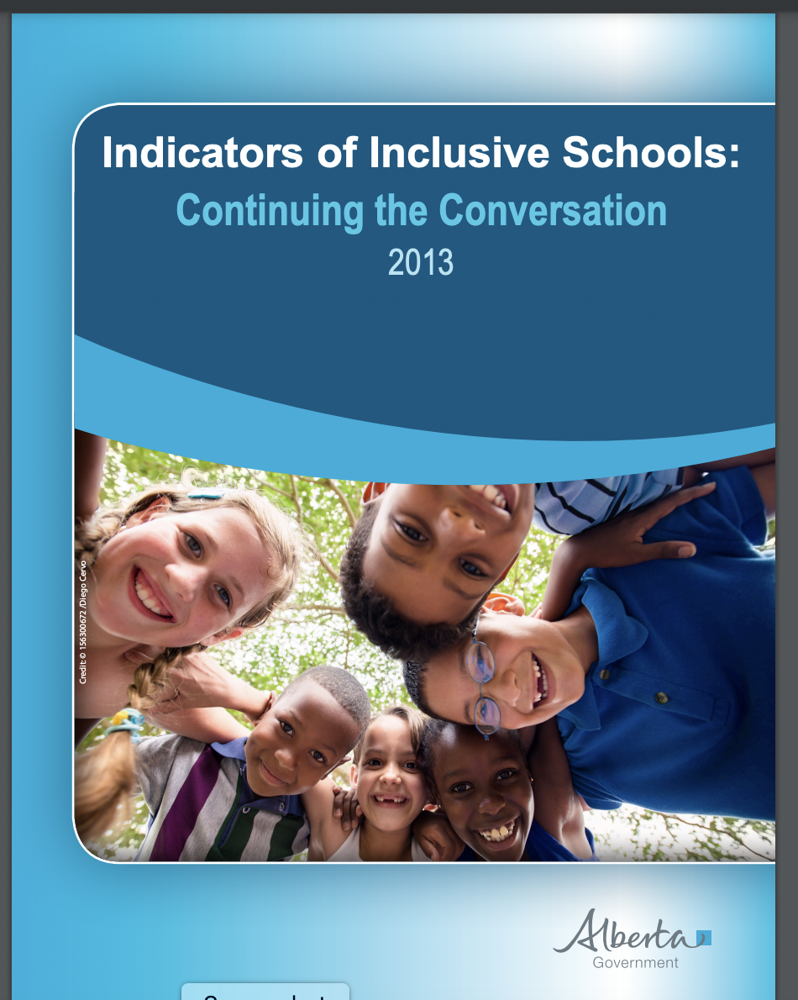 Indicators of Inclusive Schools:
Continuing the Conversation
2013
Credit: © 156300672 /Diego Cervo
Alberta
Government